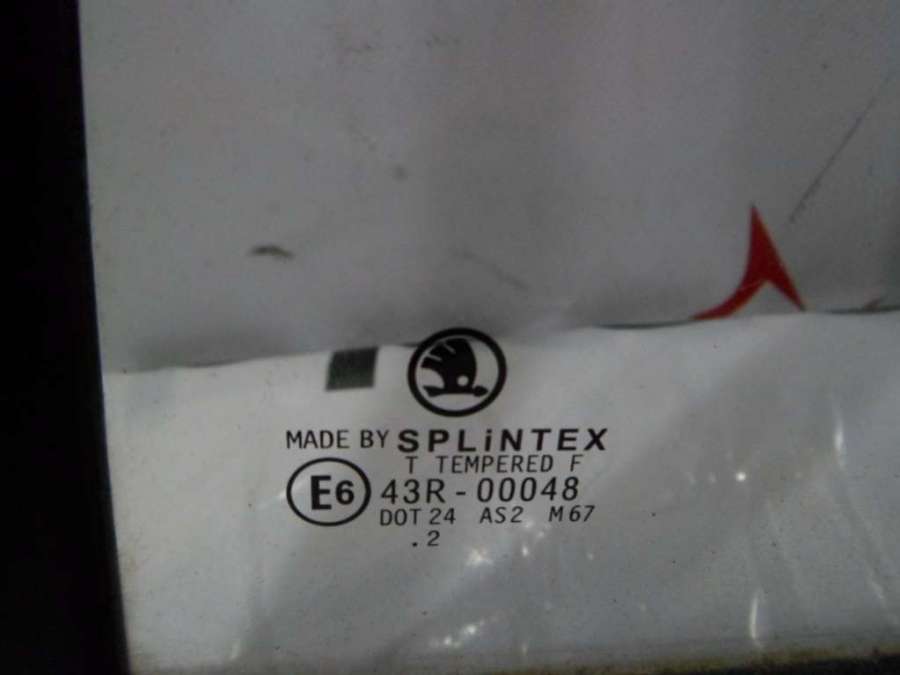 MADE BY SPLiNTEX
T TEMPERED F
E6 43R-00048
DOT 24 AS2 M67
.2